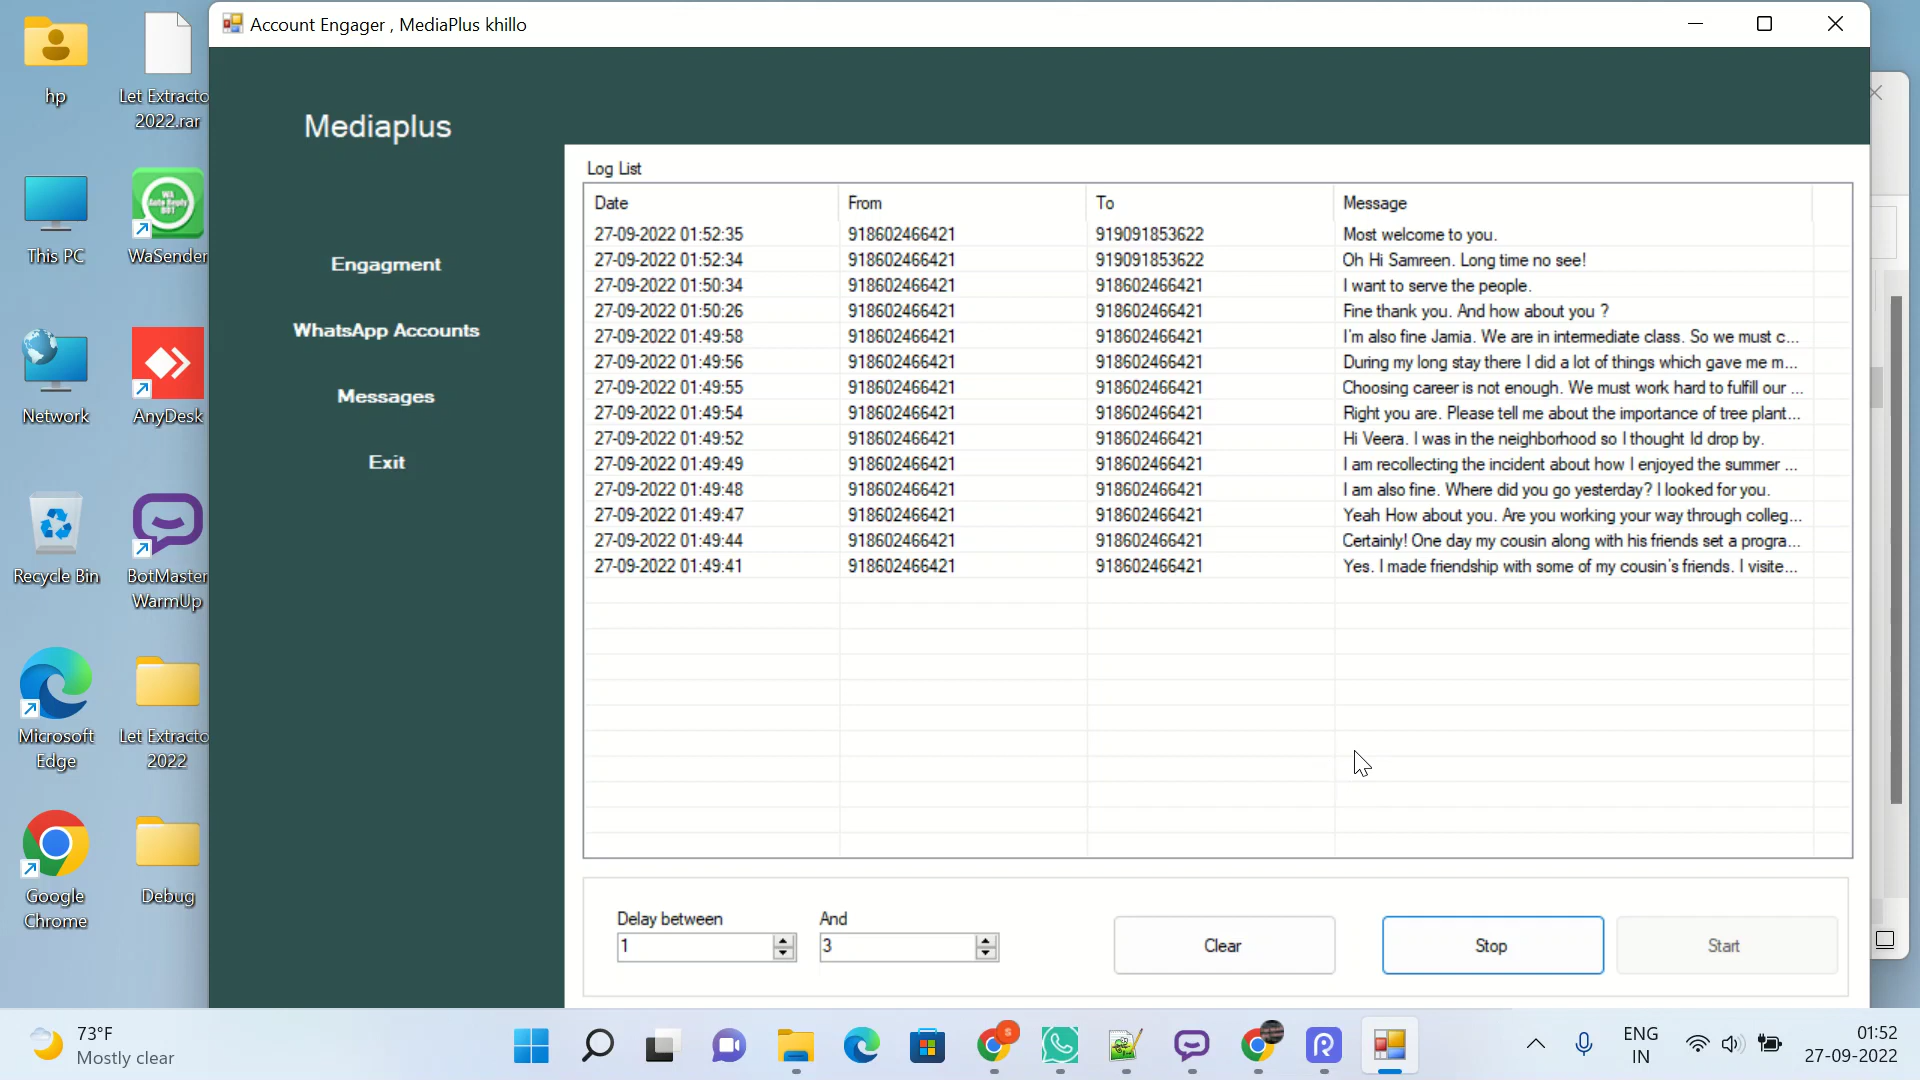 Account Engager , MediaPlus khillo
hp
Let Extracto
2022.rar
This PC
WaSender
Network
AnyDesk
Recycle Bin
BotMaster
WarmUp
Microsoft
Edge
Let Extracto
2022
Google
Chrome
Debug
WA
Auto Reply
BOT
Mediaplus
Engagment
WhatsApp Accounts
Messages
Exit
Log List
Date From To Message
27-09-2022 01:52:35 918602466421 919091853622 Most welcome to you.
27-09-2022 01:52:34 918602466421 919091853622 Oh Hi Samreen. Long time no see!
27-09-2022 01:50:34 918602466421 918602466421 I want to serve the people.
27-09-2022 01:50:26 918602466421 918602466421 Fine thank you. And how about you ?
27-09-2022 01:49:58 918602466421 918602466421 I'm also fine Jamia. We are in intermediate class. So we must c...
27-09-2022 01:49:56 918602466421 918602466421 During my long stay there I did a lot of things which gave me m...
27-09-2022 01:49:55 918602466421 918602466421 Choosing career is not enough. We must work hard to fulfill our ...
27-09-2022 01:49:54 918602466421 918602466421 Right you are. Please tell me about the importance of tree plant...
27-09-2022 01:49:52 918602466421 918602466421 Hi Veera. I was in the neighborhood so I thought Id drop by.
27-09-2022 01:49:49 918602466421 918602466421 I am recollecting the incident about how I enjoyed the summer ...
27-09-2022 01:49:48 918602466421 918602466421 I am also fine. Where did you go yesterday? I looked for you.
27-09-2022 01:49:47 918602466421 918602466421 Yeah How about you. Are you working your way through colleg...
27-09-2022 01:49:44 918602466421 918602466421 Certainly! One day my cousin along with his friends set a progra...
27-09-2022 01:49:41 918602466421 918602466421 Yes. I made friendship with some of my cousin's friends. I visite...
Delay between And
1 3 Clear Stop Start
73°F
Mostly clear
S
ENG
IN
01:52
27-09-2022